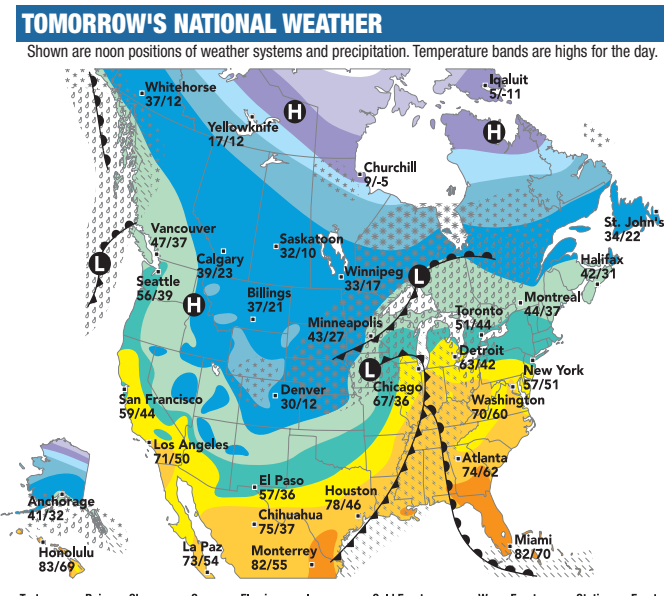 TOMORROW'S NATIONAL WEATHER
Shown are noon positions of weather systems and precipitation. Temperature bands are highs for the day.
Iqaluit
5/-11
Whitehorse
37/12
H
Yellowknife
17/12
H
Churchill
9/-5
St. John's
34/22
Vancouver
47/37
Saskatoon
32/10
Calgary
39/23
L
Halifax
42/31
Winnipeg
33/17
L
Seattle
56/39
H
Billings
37/21
Montreal
44/37
Toronto
51/44
Minneapolis
43/27
Detroit
63/42
L
New York
57/51
Chicago
67/36
Denver
30/12
San Francisco
59/44
Washington
70/60
Los Angeles
71/50
Atlanta
74/62
El Paso
57/36
Houston
78/46
Anchorage
41/32
Chihuahua
75/37
Miami
82/70
La Paz
73/54
Monterrey
82/55
Honolulu
83/69